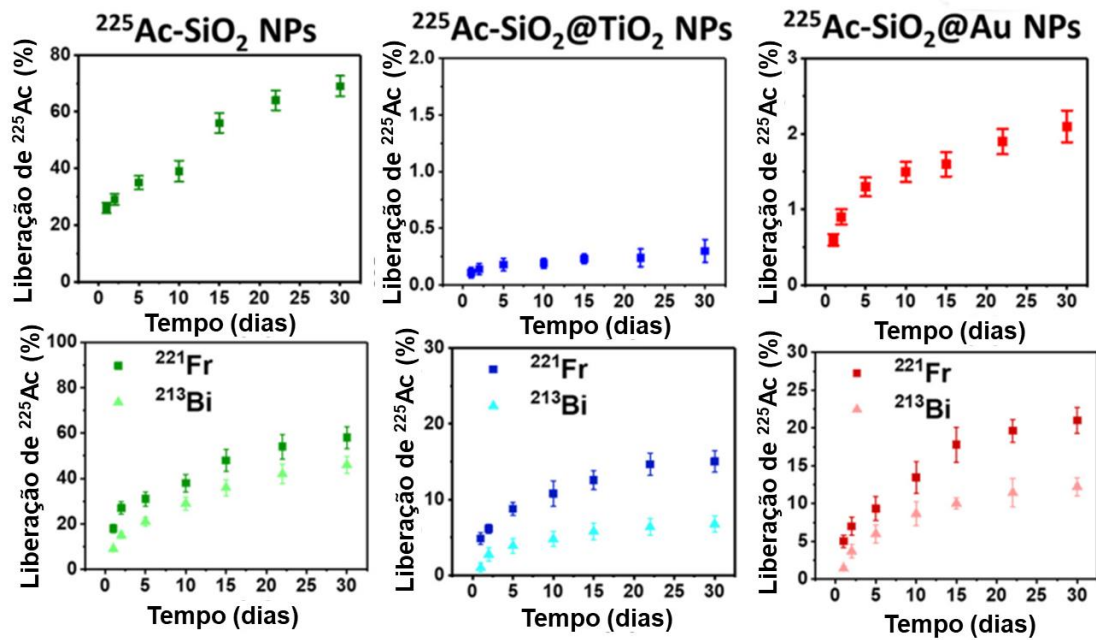 ²²⁵Ac-SiO₂ NPs
Liberação de ²²⁵Ac (%)
80
60
40
20
0
0 5 10 15 20 25 30
Tempo (dias)
²²⁵Ac-SiO₂@TiO₂ NPs
Liberação de ²²⁵Ac (%)
2.0
1.5
1.0
0.5
0.0
0 5 10 15 20 25 30
Tempo (dias)
²²⁵Ac-SiO₂@Au NPs
Liberação de ²²⁵Ac (%)
3
2
1
0
0 5 10 15 20 25 30
Tempo (dias)
Liberação de ²²⁵Ac (%)
100
80
60
40
20
0
²²¹Fr
²¹³Bi
0 5 10 15 20 25 30
Tempo (dias)
Liberação de ²²⁵Ac (%)
30
15
10
5
0
²²¹Fr
²¹³Bi
0 5 10 15 20 25 30
Tempo (dias)
Liberação de ²²⁵Ac (%)
30
25
20
15
10
5
0
²²¹Fr
²¹³Bi
0 5 10 15 20 25 30
Tempo (dias)